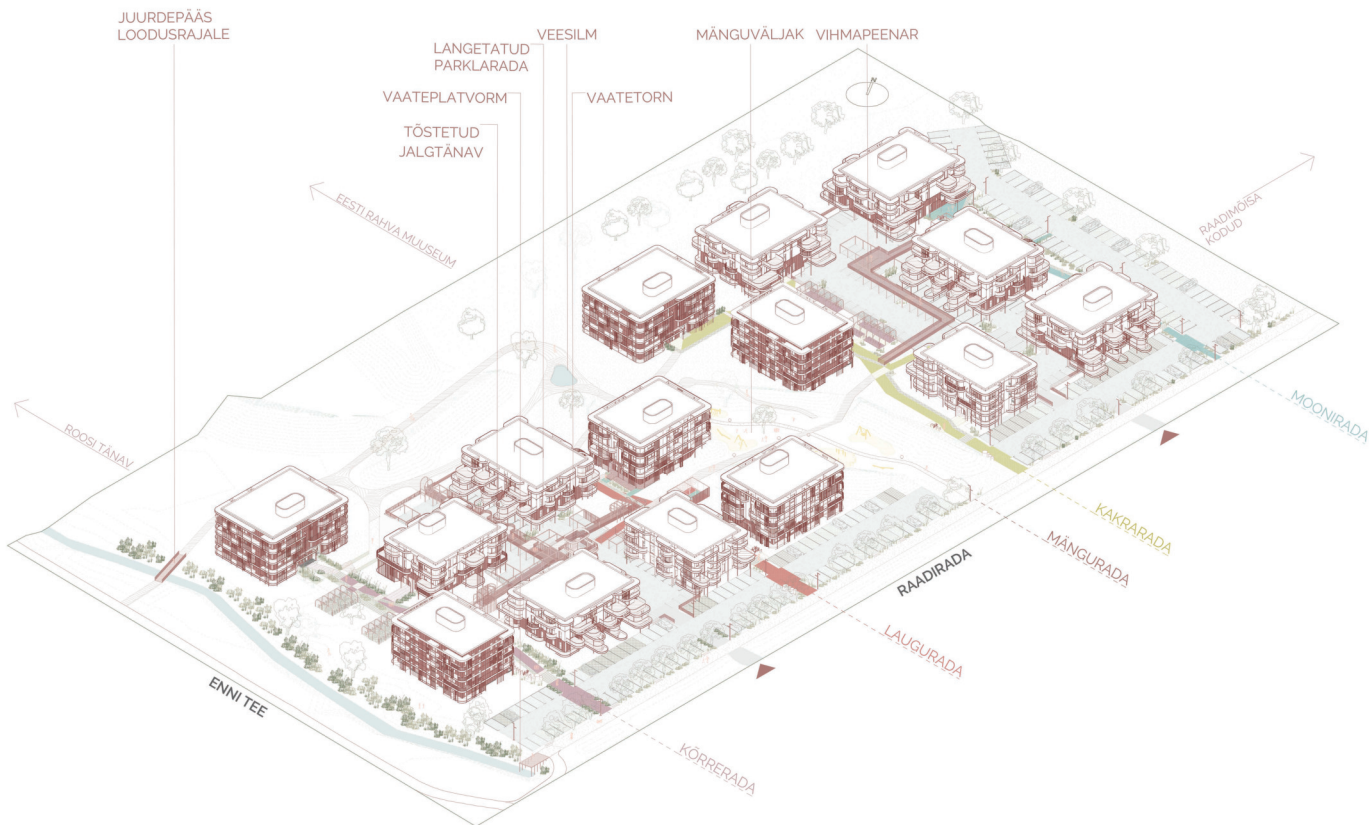 JUURDEPÄÄS
LOODUSRAJALE
LANGETATUD
PARKLARADA
VEESILM
MÄNGUVÄLJAK
VIHMAPEENAR
VAATEPLATVORM
VAATETORN
TÕSTETUD
JALGTÄNAV
N
EESTI RAHVA MUUSEUM
RAADIMÕISA
KODUD
ROOSI TÄNAV
MOONIRADA
KAKRARADA
MÄNGURADA
RAADIRADA
LAUGURADA
ENNI TEE
KÕRRERADA